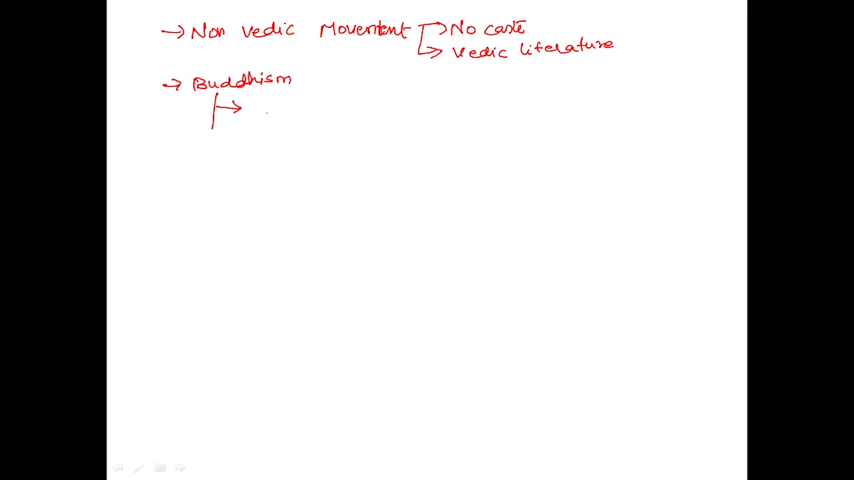 → Non vedic Movement → No caste
→ vedic literature
→ Buddhism